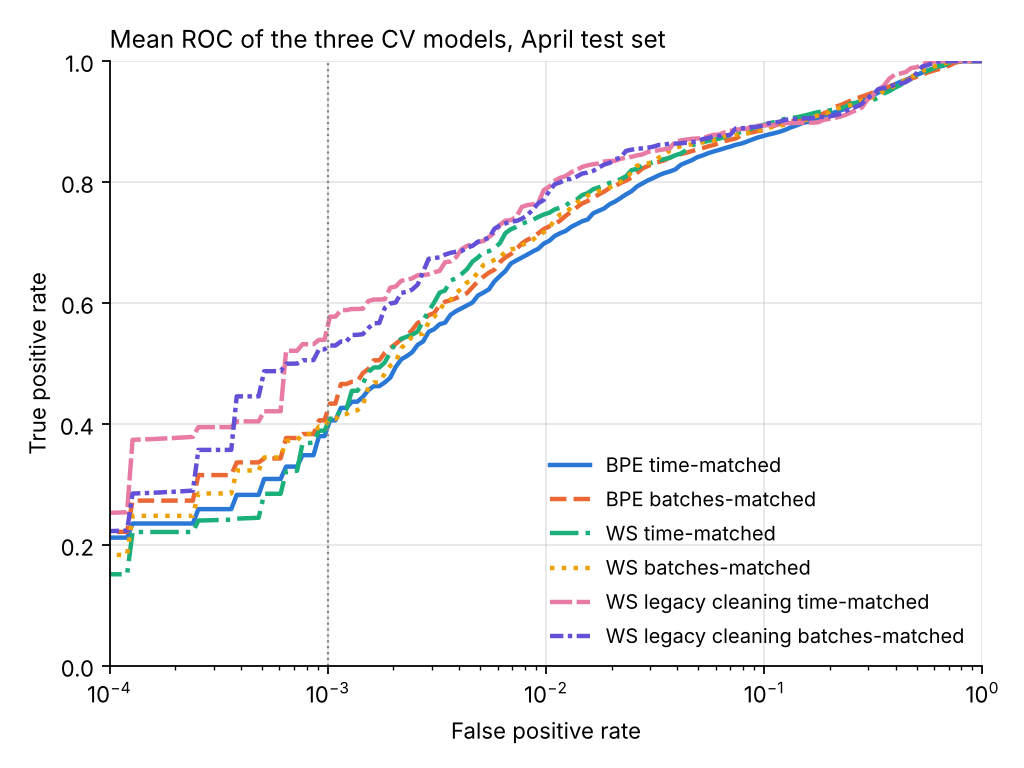 Mean ROC of the three CV models, April test set
1.0
0.8
0.6
0.4
0.2
0.0
True positive rate
10⁻⁴
10⁻³
10⁻²
10⁻¹
10⁰
False positive rate
BPE time-matched
BPE batches-matched
WS time-matched
WS batches-matched
WS legacy cleaning time-matched
WS legacy cleaning batches-matched